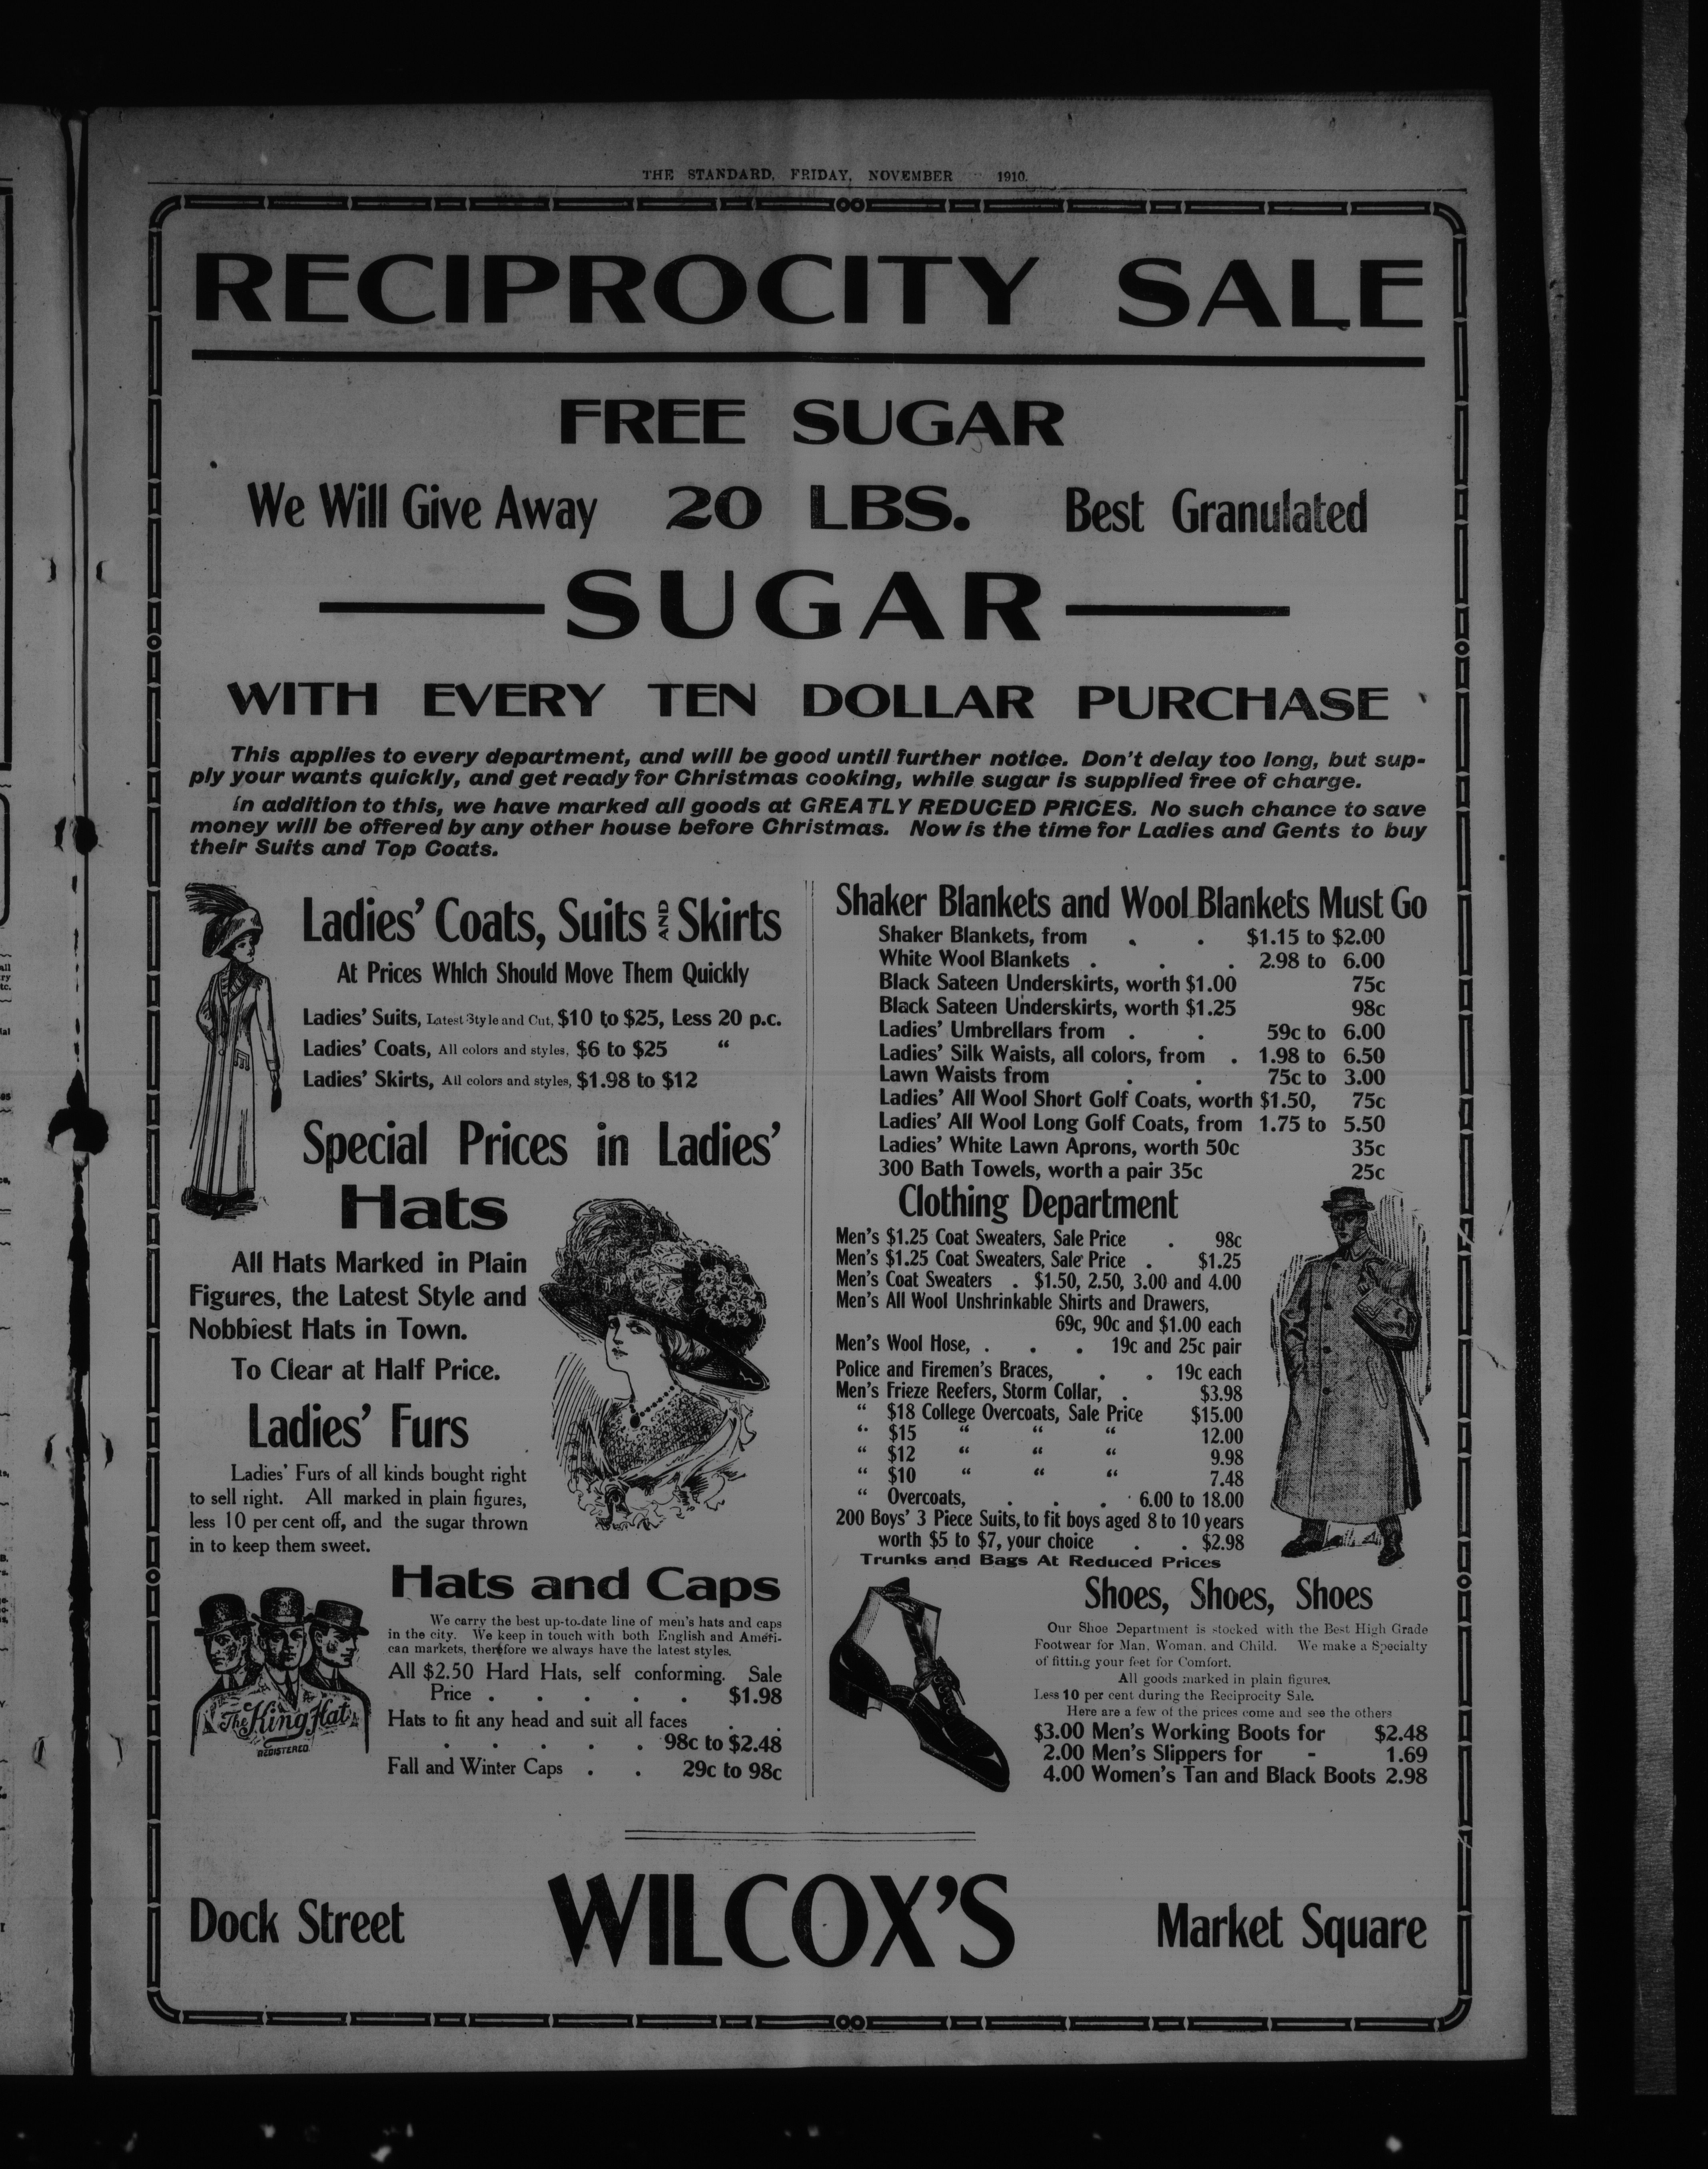 THE STANDARD, FRIDAY, NOVEMBER 1910.
RECIPROCITY SALE
FREE SUGAR
We Will Give Away 20 LBS. Best Granulated
SUGAR
WITH EVERY TEN DOLLAR PURCHASE
This applies to every department, and will be good until further notice. Don't delay too long, but sup-
ply your wants quickly, and get ready for Christmas cooking, while sugar is supplied free of charge.
In addition to this, we have marked all goods at GREATLY REDUCED PRICES. No such chance to save
money will be offered by any other house before Christmas. Now is the time for Ladies and Gents to buy
their Suits and Top Coats.
Ladies' Coats, Suits AND Skirts
At Prices Which Should Move Them Quickly
Ladies' Suits, Latest Style and Cut, $10 to $25, Less 20 p.c.
Ladies' Coats, All colors and styles, $6 to $25 "
Ladies' Skirts, All colors and styles, $1.98 to $12
Special Prices in Ladies'
Hats
All Hats Marked in Plain
Figures, the Latest Style and
Nobbiest Hats in Town.
To Clear at Half Price.
Ladies' Furs
Ladies' Furs of all kinds bought right
to sell right. All marked in plain figures,
less 10 per cent off, and the sugar thrown
in to keep them sweet.
Hats and Caps
We carry the best up-to-date line of men's hats and caps
in the city. We keep in touch with both English and Ameri-
can markets, therefore we always have the latest styles.
All $2.50 Hard Hats, self conforming. Sale
Price . . . . . $1.98
Hats to fit any head and suit all faces . .
. . . . . 98c to $2.48
Fall and Winter Caps . . 29c to 98c
The King Hat
REGISTERED
Shaker Blankets and Wool Blankets Must Go
Shaker Blankets, from . . $1.15 to $2.00
White Wool Blankets . . . 2.98 to 6.00
Black Sateen Underskirts, worth $1.00 75c
Black Sateen Underskirts, worth $1.25 98c
Ladies' Umbrellars from . . 59c to 6.00
Ladies' Silk Waists, all colors, from . 1.98 to 6.50
Lawn Waists from . . 75c to 3.00
Ladies' All Wool Short Golf Coats, worth $1.50, 75c
Ladies' All Wool Long Golf Coats, from 1.75 to 5.50
Ladies' White Lawn Aprons, worth 50c 35c
300 Bath Towels, worth a pair 35c 25c
Clothing Department
Men's $1.25 Coat Sweaters, Sale Price . 98c
Men's $1.25 Coat Sweaters, Sale Price . $1.25
Men's Coat Sweaters . $1.50, 2.50, 3.00 and 4.00
Men's All Wool Unshrinkable Shirts and Drawers,
69c, 90c and $1.00 each
Men's Wool Hose, . . . 19c and 25c pair
Police and Firemen's Braces, . . 19c each
Men's Frieze Reefers, Storm Collar, . $3.98
" $18 College Overcoats, Sale Price $15.00
" $15 " " " 12.00
" $12 " " " 9.98
" $10 " " " 7.48
" Overcoats, . . . 6.00 to 18.00
200 Boys' 3 Piece Suits, to fit boys aged 8 to 10 years
worth $5 to $7, your choice . . $2.98
Trunks and Bags At Reduced Prices
Shoes, Shoes, Shoes
Our Shoe Department is stocked with the Best High Grade
Footwear for Man, Woman, and Child. We make a Specialty
of fitting your feet for Comfort.
All goods marked in plain figures.
Less 10 per cent during the Reciprocity Sale.
Here are a few of the prices come and see the others
$3.00 Men's Working Boots for $2.48
2.00 Men's Slippers for - 1.69
4.00 Women's Tan and Black Boots 2.98
Dock Street WILCOX'S Market Square